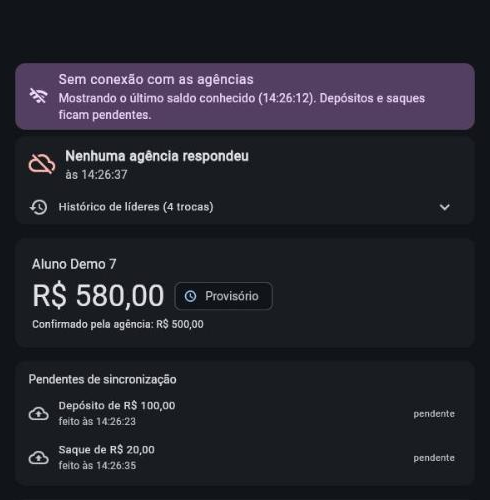 Sem conexão com as agências
Mostrando o último saldo conhecido (14:26:12). Depósitos e saques
ficam pendentes.
Nenhuma agência respondeu
às 14:26:37
Histórico de líderes (4 trocas)
Aluno Demo 7
R$ 580,00 Provisório
Confirmado pela agência: R$ 500,00
Pendentes de sincronização
Depósito de R$ 100,00
feito às 14:26:23
pendente
Saque de R$ 20,00
feito às 14:26:35
pendente